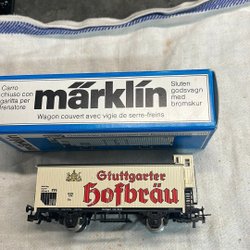 Carro
chiuso con
garitta per
frenatore
märklin
Sluten
godsvagn
med
bromskur
Wagon couvert avec vigie de serre-freins
Stuttgarter
Hofbräu